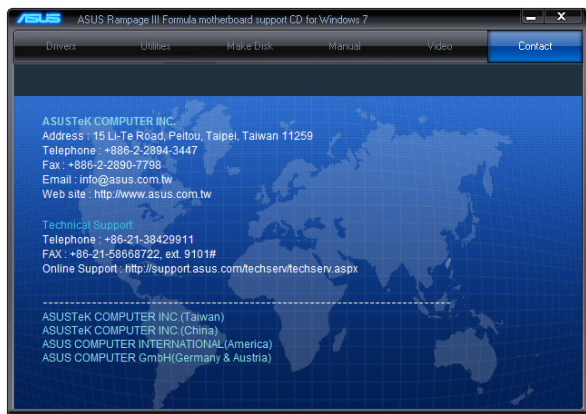 ASUS ASUS Rampage III Formula motherboard support CD for Windows 7
Drivers Utilities Make Disk Manual Video Contact
ASUSTeK COMPUTER INC.
Address : 15 Li-Te Road, Peitou, Taipei, Taiwan 11259
Telephone : +886-2-2894-3447
Fax : +886-2-2890-7798
Email : info@asus.com.tw
Web site : http://www.asus.com.tw
Technical Support:
Telephone : +86-21-38429911
FAX : +86-21-58668722, ext. 9101#
Online Support : http://support.asus.com/techserv/techserv.aspx
ASUSTeK COMPUTER INC.(Taiwan)
ASUSTeK COMPUTER INC.(China)
ASUS COMPUTER INTERNATIONAL(America)
ASUS COMPUTER GmbH(Germany & Austria)